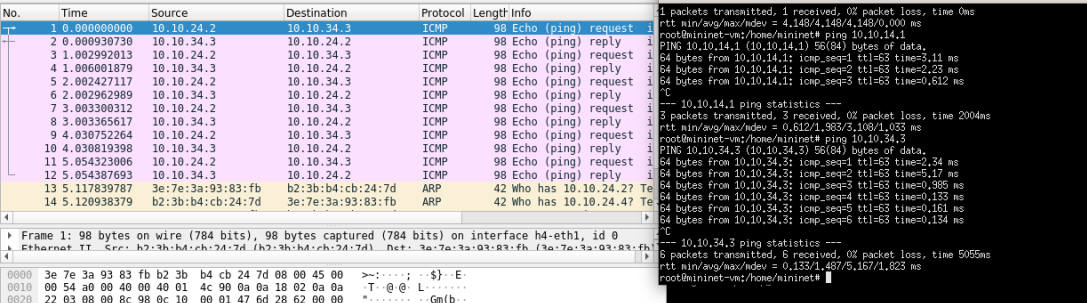 No. Time Source Destination Protocol Length Info
1 0.000000000 10.10.24.2 10.10.34.3 ICMP 98 Echo (ping) request i
2 0.000930730 10.10.34.3 10.10.24.2 ICMP 98 Echo (ping) reply i
3 1.002992013 10.10.24.2 10.10.34.3 ICMP 98 Echo (ping) request i
4 1.006001879 10.10.34.3 10.10.24.2 ICMP 98 Echo (ping) reply i
5 2.002427117 10.10.24.2 10.10.34.3 ICMP 98 Echo (ping) request i
6 2.002962989 10.10.34.3 10.10.24.2 ICMP 98 Echo (ping) reply i
7 3.003300312 10.10.24.2 10.10.34.3 ICMP 98 Echo (ping) request i
8 3.003365617 10.10.34.3 10.10.24.2 ICMP 98 Echo (ping) reply i
9 4.030752264 10.10.24.2 10.10.34.3 ICMP 98 Echo (ping) request i
10 4.030819398 10.10.34.3 10.10.24.2 ICMP 98 Echo (ping) reply i
11 5.054323006 10.10.24.2 10.10.34.3 ICMP 98 Echo (ping) request i
12 5.054387693 10.10.34.3 10.10.24.2 ICMP 98 Echo (ping) reply i
13 5.117839787 3e:7e:3a:93:83:fb b2:3b:b4:cb:24:7d ARP 42 Who has 10.10.24.2? Te
14 5.120938379 b2:3b:b4:cb:24:7d 3e:7e:3a:93:83:fb ARP 42 Who has 10.10.24.4? Te
Frame 1: 98 bytes on wire (784 bits), 98 bytes captured (784 bits) on interface h4-eth1, id 0
Ethernet II, Src: b2:3b:b4:cb:24:7d (b2:3b:b4:cb:24:7d), Dst: 3e:7e:3a:93:83:fb (3e:7e:3a:93:83:fb)
0000 3e 7e 3a 93 83 fb b2 3b b4 cb 24 7d 08 00 45 00 >~:····; ··$}··E·
0010 00 54 a0 00 40 00 40 01 4c 90 0a 0a 18 02 0a 0a ·T··@·@· L·······
0020 22 03 08 00 8c 98 0c 10 00 01 47 6d 28 62 00 00 "······· ··Gm(b··
1 packets transmitted, 1 received, 0% packet loss, time 0ms
rtt min/avg/max/mdev = 4.148/4.148/4.148/0.000 ms
root@mininet-vm:/home/mininet# ping 10.10.14.1
PING 10.10.14.1 (10.10.14.1) 56(84) bytes of data.
64 bytes from 10.10.14.1: icmp_seq=1 ttl=63 time=3.11 ms
64 bytes from 10.10.14.1: icmp_seq=2 ttl=63 time=2.23 ms
64 bytes from 10.10.14.1: icmp_seq=3 ttl=63 time=0.612 ms
^C
--- 10.10.14.1 ping statistics ---
3 packets transmitted, 3 received, 0% packet loss, time 2004ms
rtt min/avg/max/mdev = 0.612/1.983/3.108/1.033 ms
root@mininet-vm:/home/mininet# ping 10.10.34.3
PING 10.10.34.3 (10.10.34.3) 56(84) bytes of data.
64 bytes from 10.10.34.3: icmp_seq=1 ttl=63 time=2.34 ms
64 bytes from 10.10.34.3: icmp_seq=2 ttl=63 time=5.17 ms
64 bytes from 10.10.34.3: icmp_seq=3 ttl=63 time=0.985 ms
64 bytes from 10.10.34.3: icmp_seq=4 ttl=63 time=0.133 ms
64 bytes from 10.10.34.3: icmp_seq=5 ttl=63 time=0.161 ms
64 bytes from 10.10.34.3: icmp_seq=6 ttl=63 time=0.134 ms
^C
--- 10.10.34.3 ping statistics ---
6 packets transmitted, 6 received, 0% packet loss, time 5055ms
rtt min/avg/max/mdev = 0.133/1.487/5.167/1.823 ms
root@mininet-vm:/home/mininet#